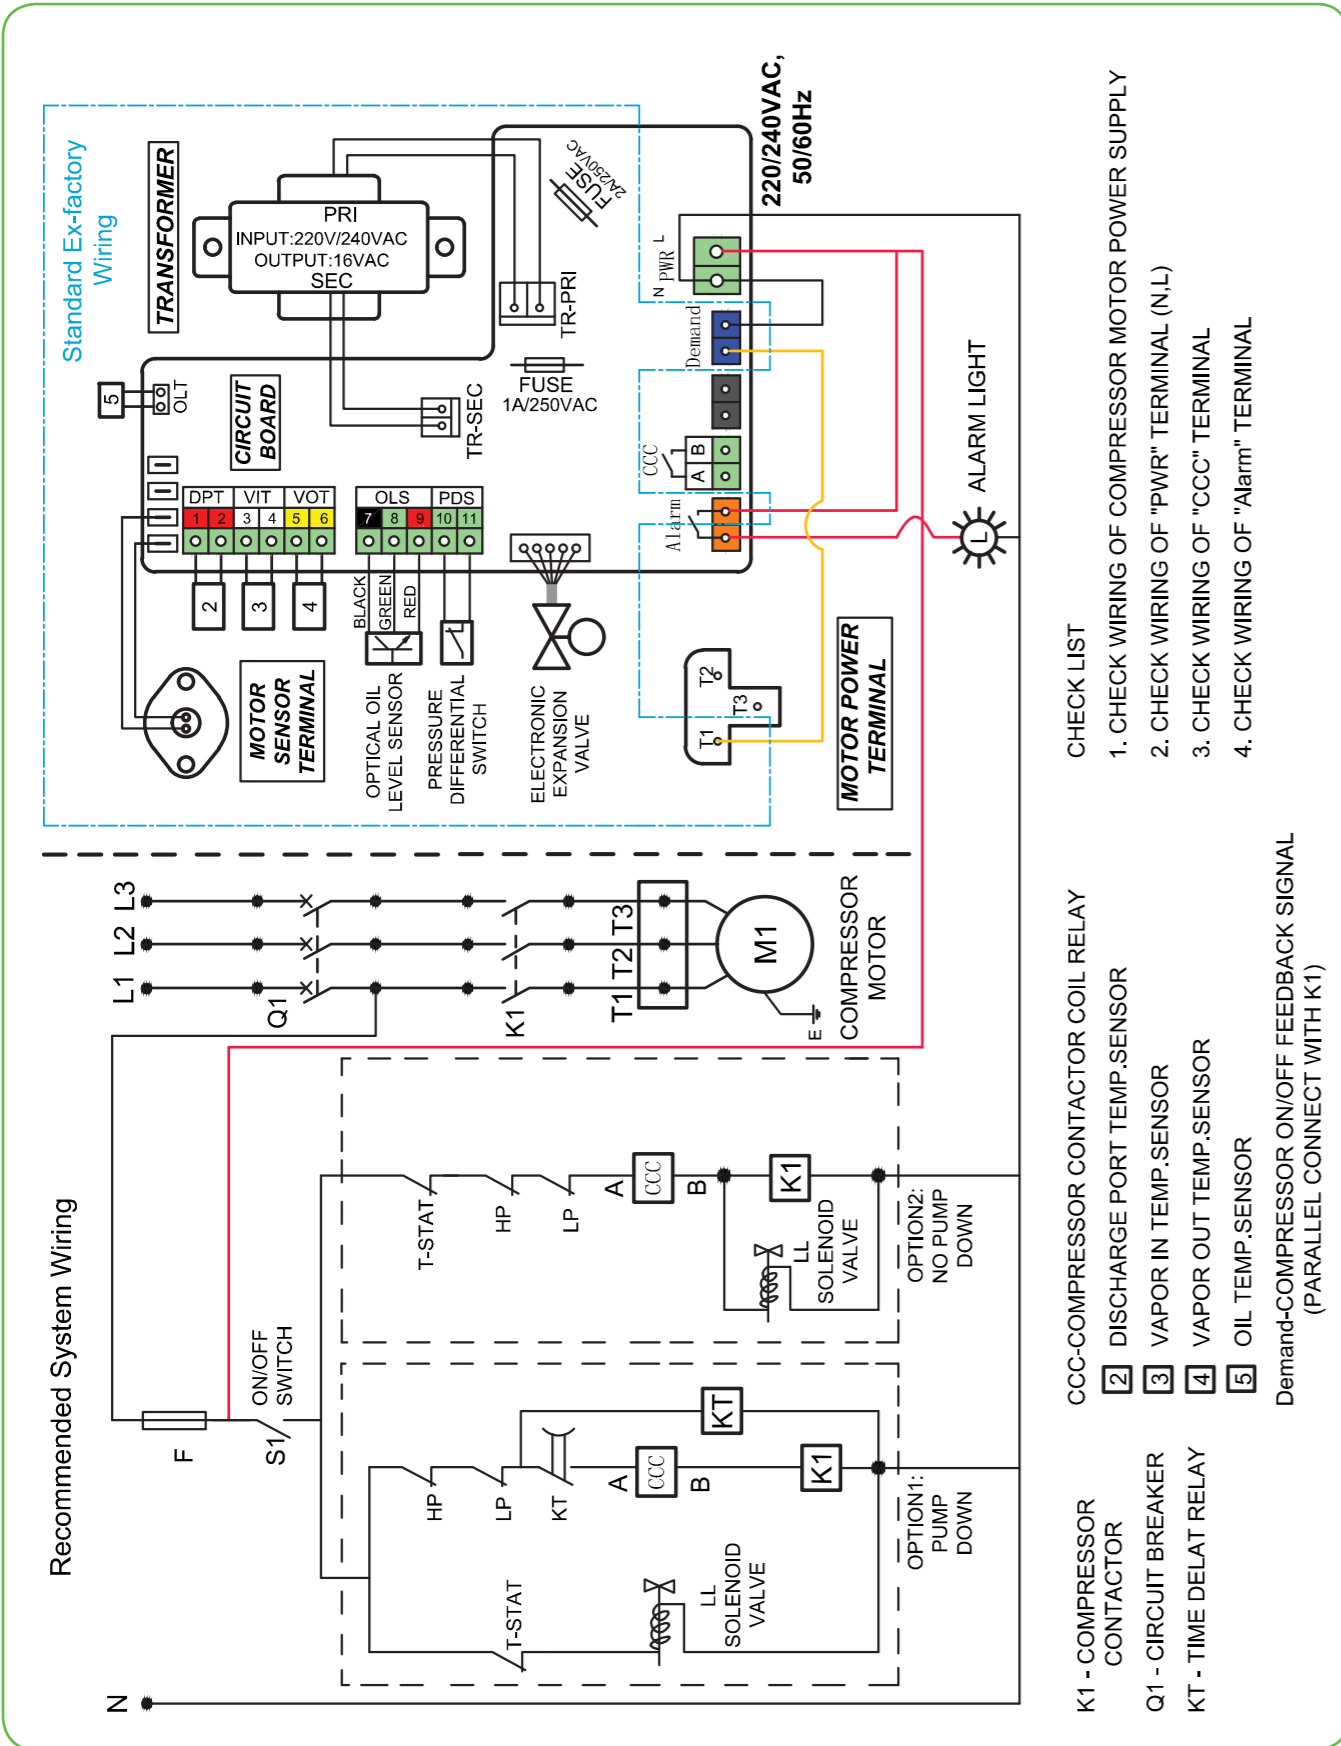 Recommended System Wiring
N
F
S1
ON/OFF
SWITCH
L1
L2
L3
Q1
K1
T1
T2
T3
M1
E
COMPRESSOR
MOTOR
T-STAT
LL
SOLENOID
VALVE
HP
LP
KT
A
CCC
B
K1
KT
OPTION1:
PUMP
DOWN
T-STAT
HP
LP
A
CCC
B
K1
LL
SOLENOID
VALVE
OPTION2:
NO PUMP
DOWN
Standard Ex-factory
Wiring
TRANSFORMER
PRI
INPUT:220V/240VAC
OUTPUT:16VAC
SEC
5
OLT
CIRCUIT
BOARD
TR-SEC
TR-PRI
FUSE
1A/250VAC
FUSE
2A/250VAC
DPT
VIT
VOT
OLS
PDS
1
2
3
4
5
6
7
8
9
10
11
2
3
4
BLACK
GREEN
RED
MOTOR
SENSOR
TERMINAL
OPTICAL OIL
LEVEL SENSOR
PRESSURE
DIFFERENTIAL
SWITCH
ELECTRONIC
EXPANSION
VALVE
Alarm
CCC
A
B
Demand
N
PWR
L
220/240VAC,
50/60Hz
T1
T2
T3
MOTOR POWER
TERMINAL
L
ALARM LIGHT
K1 - COMPRESSOR
CONTACTOR
Q1 - CIRCUIT BREAKER
KT - TIME DELAT RELAY
CCC-COMPRESSOR CONTACTOR COIL RELAY
2 DISCHARGE PORT TEMP.SENSOR
3 VAPOR IN TEMP.SENSOR
4 VAPOR OUT TEMP.SENSOR
5 OIL TEMP.SENSOR
Demand-COMPRESSOR ON/OFF FEEDBACK SIGNAL
(PARALLEL CONNECT WITH K1)
CHECK LIST
1. CHECK WIRING OF COMPRESSOR MOTOR POWER SUPPLY
2. CHECK WIRING OF "PWR" TERMINAL (N,L)
3. CHECK WIRING OF "CCC" TERMINAL
4. CHECK WIRING OF "Alarm" TERMINAL